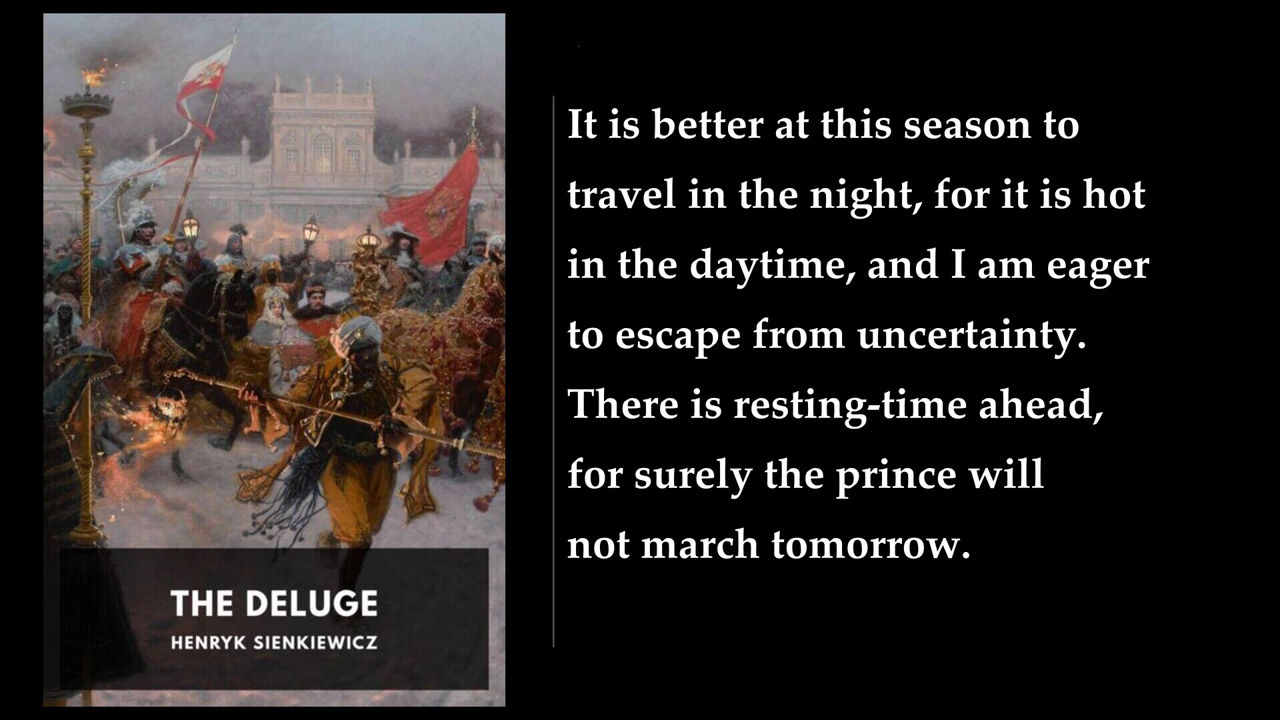 THE DELUGE
HENRYK SIENKIEWICZ
It is better at this season to
travel in the night, for it is hot
in the daytime, and I am eager
to escape from uncertainty.
There is resting-time ahead,
for surely the prince will
not march tomorrow.